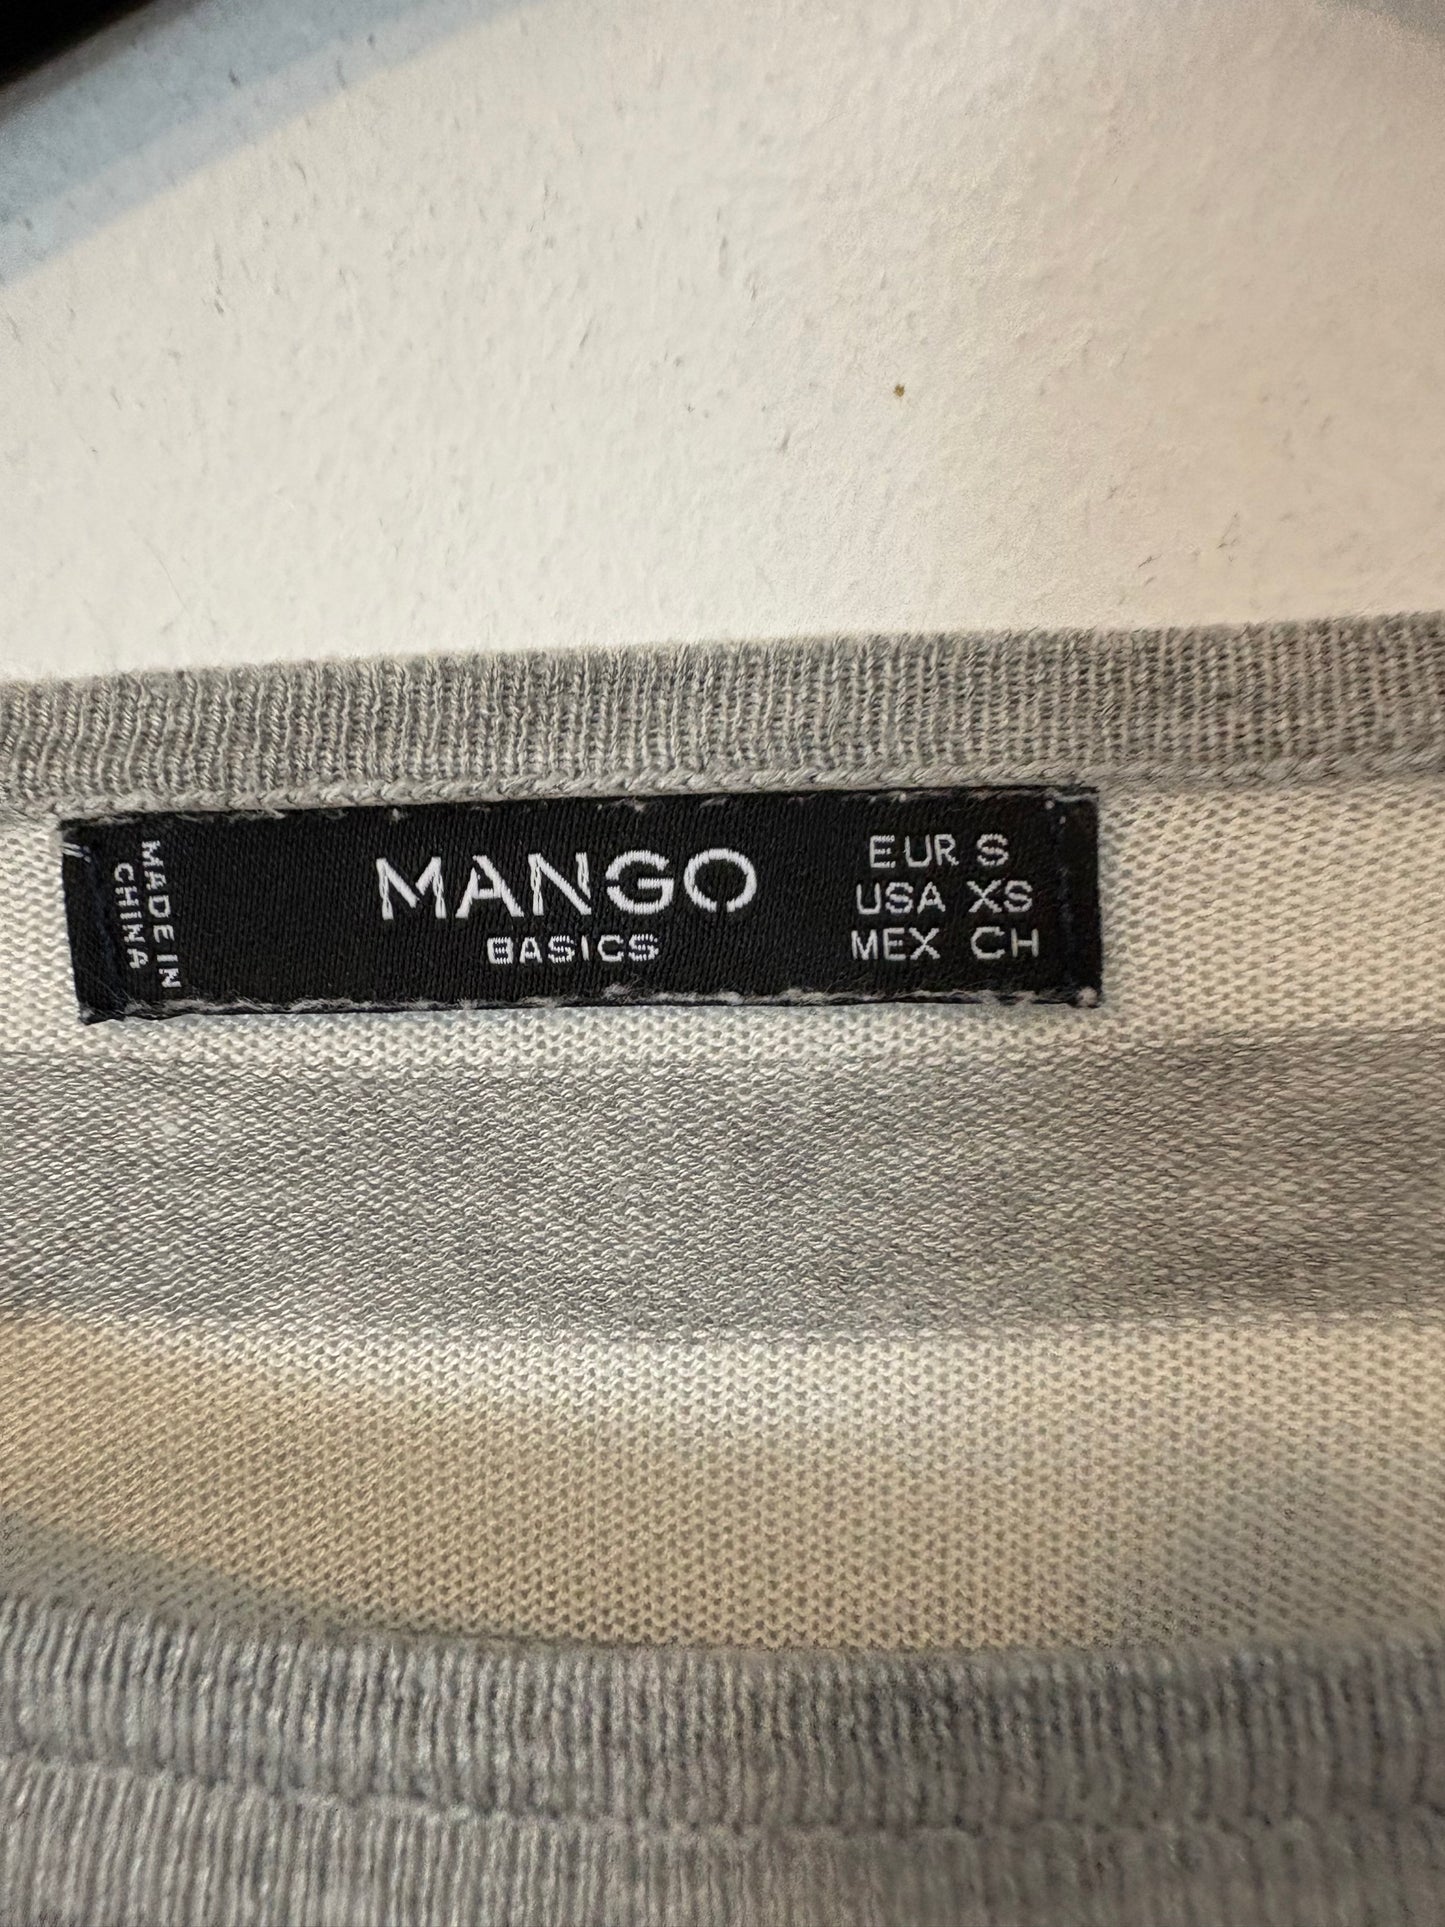 MADE IN
CHINA
MANGO
BASICS
EUR S
USA XS
MEX CH